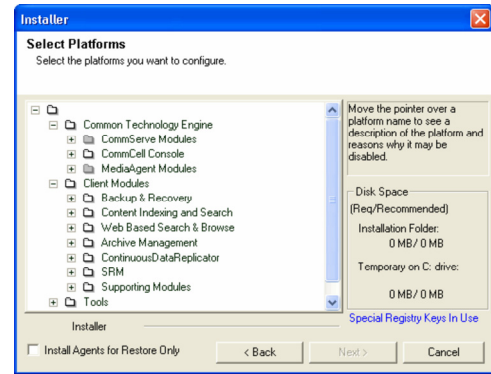 Installer
Select Platforms
Select the platforms you want to configure.
Common Technology Engine
CommServe Modules
CommCell Console
MediaAgent Modules
Client Modules
Backup & Recovery
Content Indexing and Search
Web Based Search & Browse
Archive Management
ContinuousDataReplicator
SRM
Supporting Modules
Tools
Move the pointer over a
platform name to see a
description of the platform and
reasons why it may be
disabled.
Disk Space
(Req/Recommended)
Installation Folder:
0 MB/ 0 MB
Temporary on C: drive:
0 MB/ 0 MB
Special Registry Keys In Use
Installer
Install Agents for Restore Only
< Back
Next >
Cancel